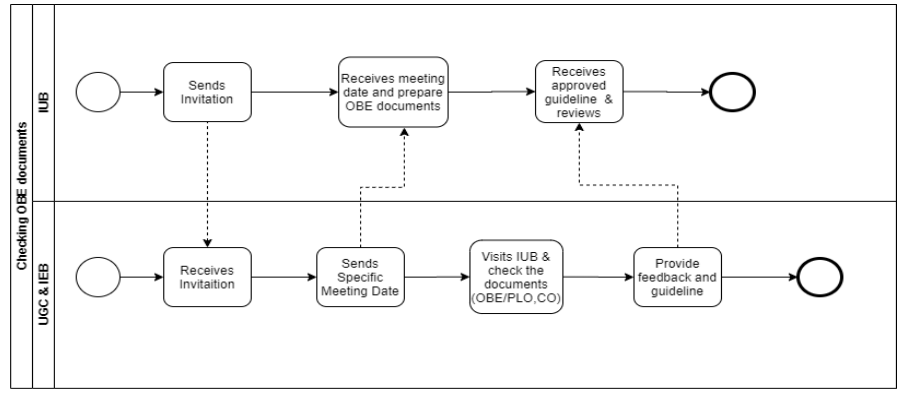 Checking OBE documents
IUB
Sends
Invitation
Receives meeting
date and prepare
OBE documents
Receives
approved
guideline &
reviews
UGC & IEB
Receives
Invitaition
Sends
Specific
Meeting Date
Visits IUB &
check the
documents
(OBE/PLO,CO)
Provide
feedback and
guideline